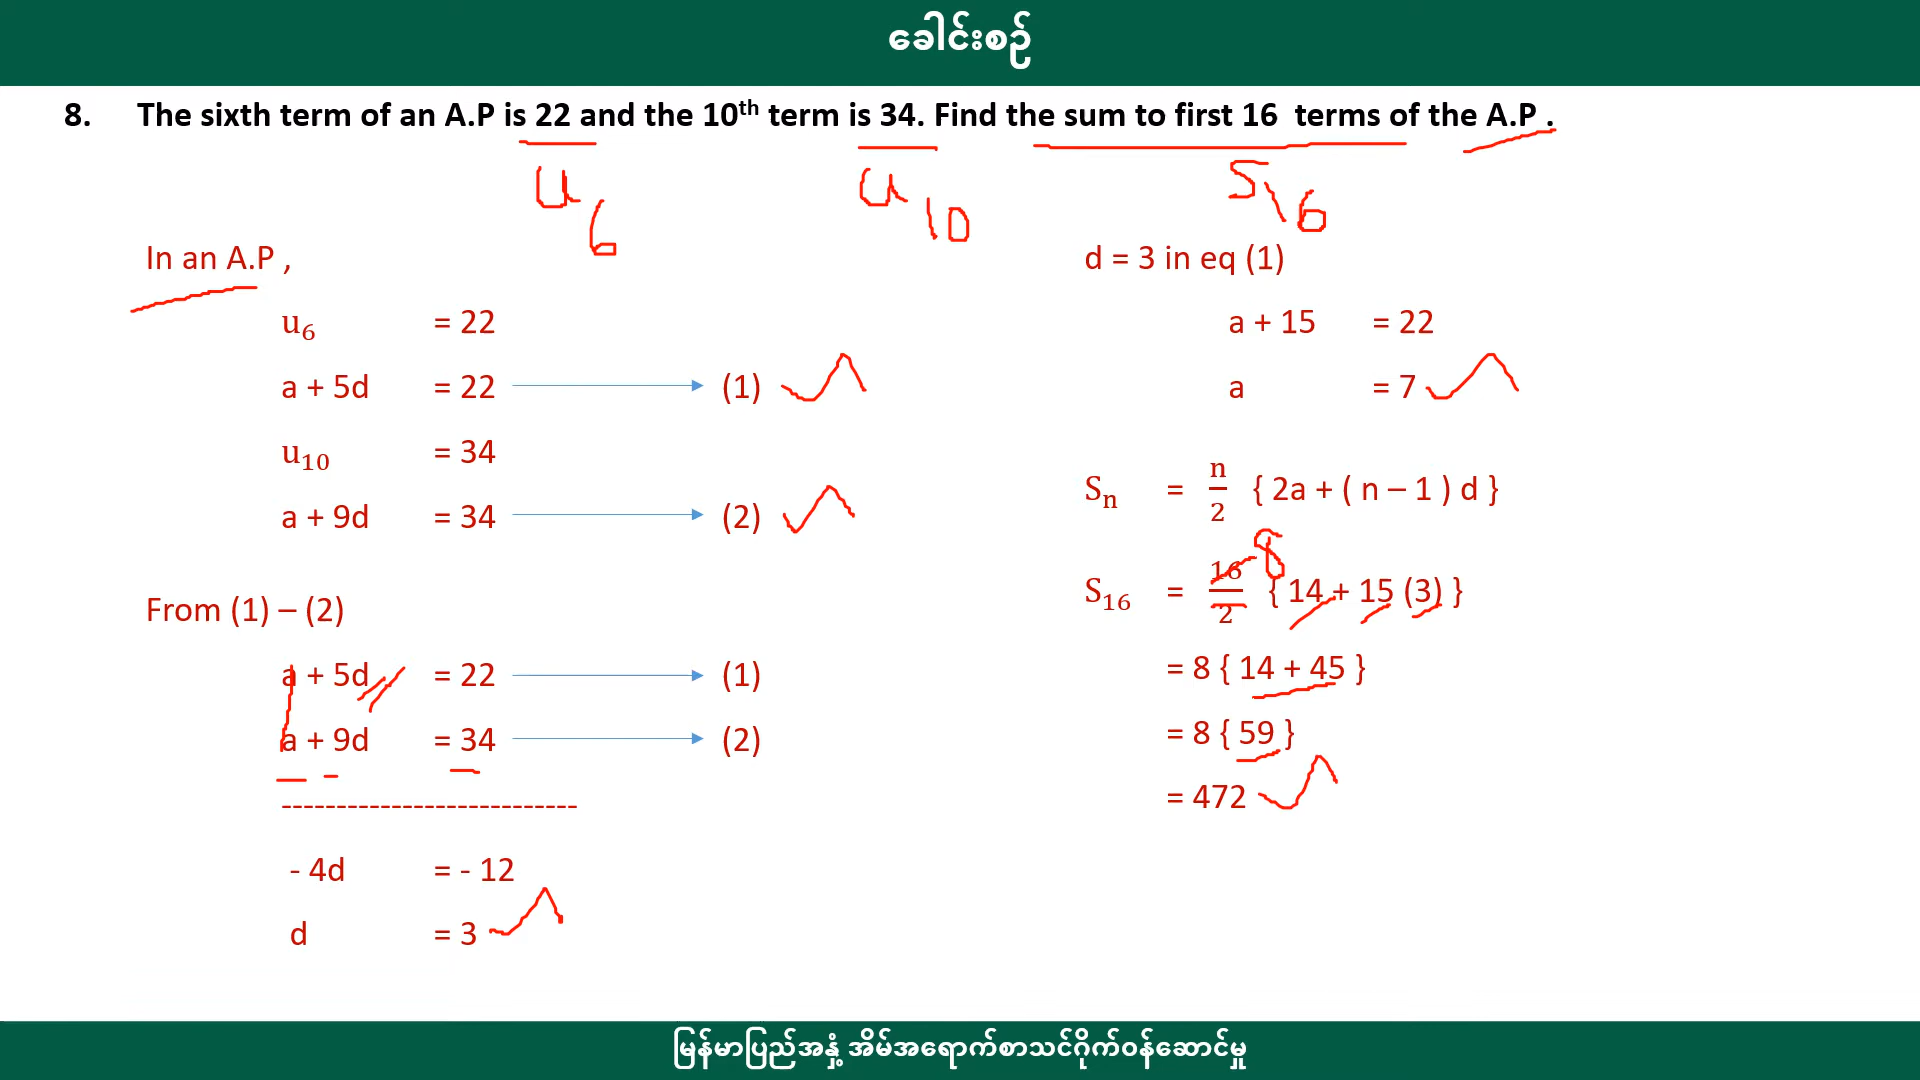 ခေါင်းစဉ်
8. The sixth term of an A.P is 22 and the 10th term is 34. Find the sum to first 16 terms of the A.P .
u6 u10 S16
In an A.P ,
u6 = 22
a + 5d = 22 (1)
u10 = 34
a + 9d = 34 (2)
From (1) – (2)
a + 5d = 22 (1)
a + 9d = 34 (2)
---------------------------
- 4d = - 12
d = 3
d = 3 in eq (1)
a + 15 = 22
a = 7
Sn = n/2 { 2a + ( n – 1 ) d }
8
S16 = 16/2 { 14 + 15 (3) }
= 8 { 14 + 45 }
= 8 { 59 }
= 472
မြန်မာပြည်အနှံ့ အိမ်အရောက်စာသင်ဂိုက်ဝန်ဆောင်မှု